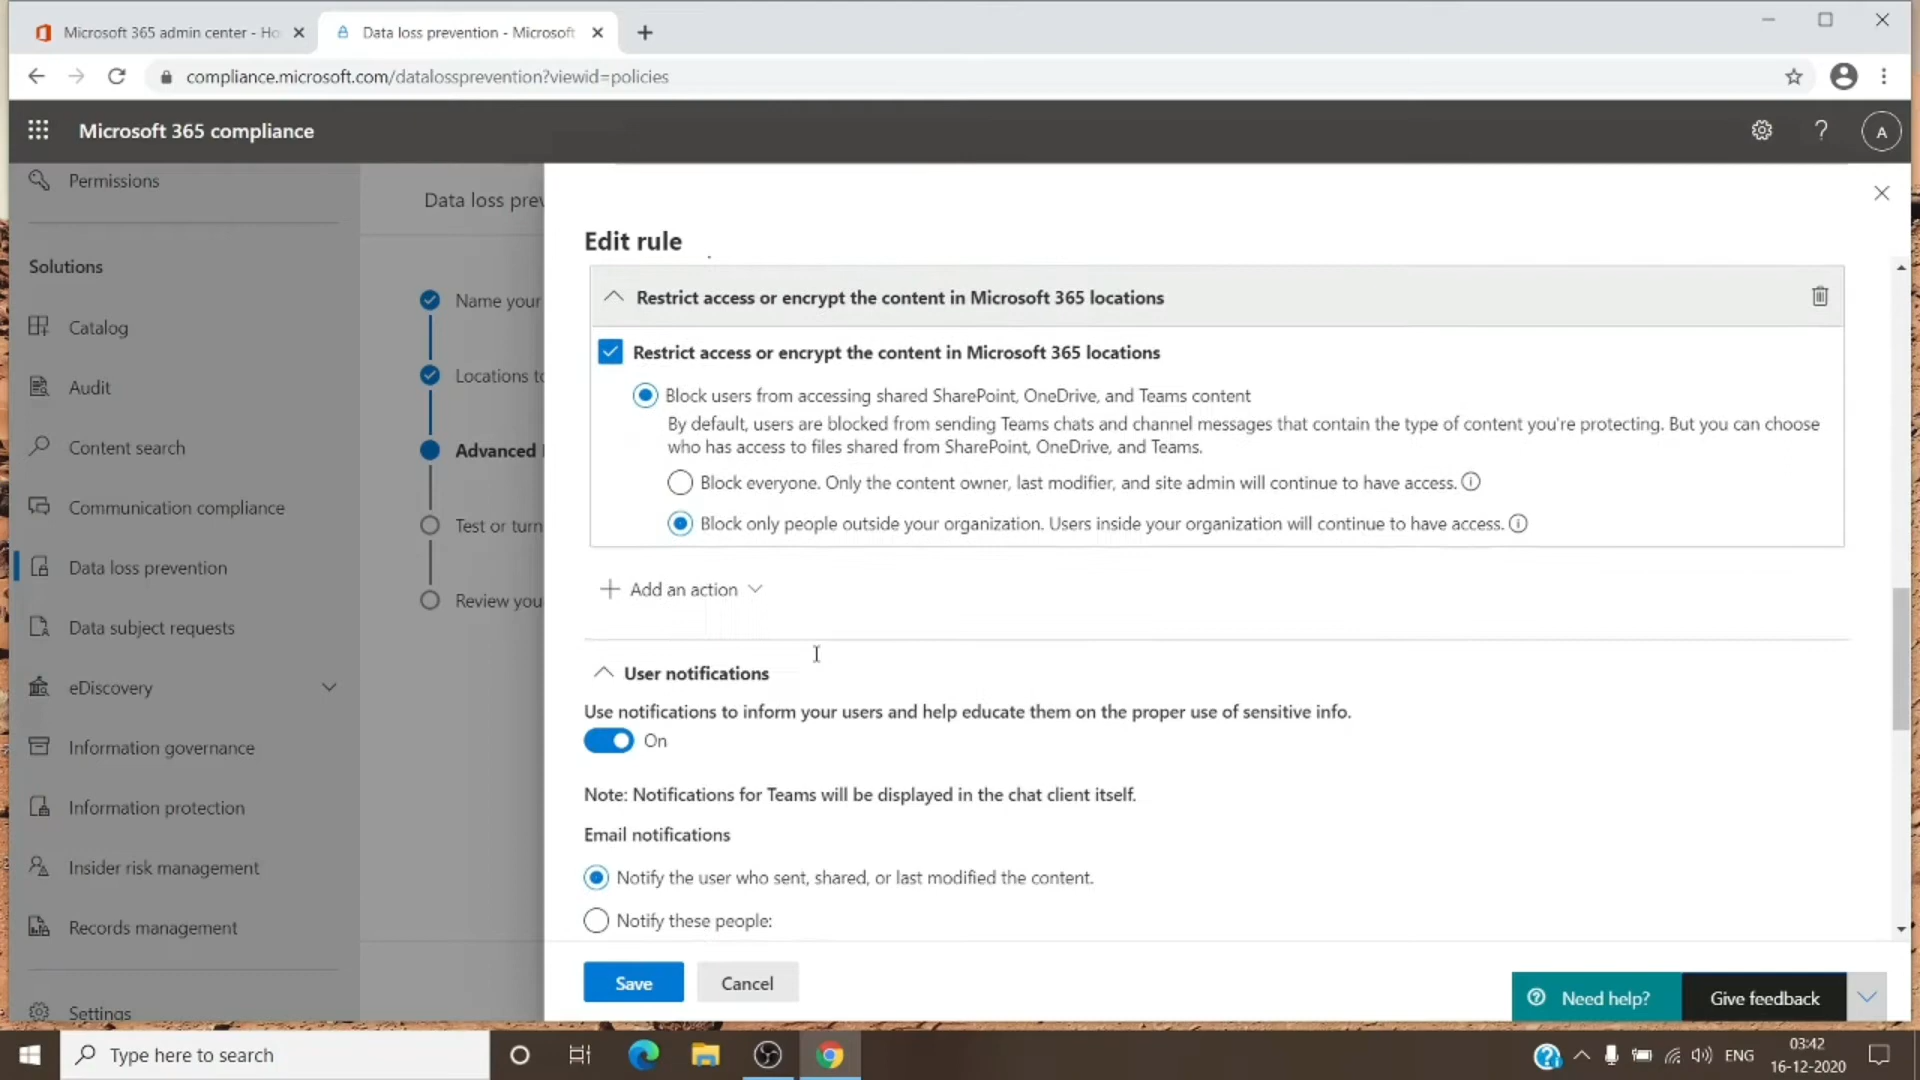 Microsoft 365 admin center - Ho
Data loss prevention - Microsoft
compliance.microsoft.com/datalossprevention?viewid=policies
Microsoft 365 compliance
A
Permissions
Solutions
Catalog
Audit
Content search
Communication compliance
Data loss prevention
Data subject requests
eDiscovery
Information governance
Information protection
Insider risk management
Records management
Settings
Data loss prev
Name your
Locations to
Advanced
Test or turn
Review you
Edit rule
Restrict access or encrypt the content in Microsoft 365 locations
Restrict access or encrypt the content in Microsoft 365 locations
Block users from accessing shared SharePoint, OneDrive, and Teams content
By default, users are blocked from sending Teams chats and channel messages that contain the type of content you're protecting. But you can choose
who has access to files shared from SharePoint, OneDrive, and Teams.
Block everyone. Only the content owner, last modifier, and site admin will continue to have access.
Block only people outside your organization. Users inside your organization will continue to have access.
Add an action
User notifications
Use notifications to inform your users and help educate them on the proper use of sensitive info.
On
Note: Notifications for Teams will be displayed in the chat client itself.
Email notifications
Notify the user who sent, shared, or last modified the content.
Notify these people:
Save
Cancel
Need help?
Give feedback
Type here to search
ENG
03:42
16-12-2020